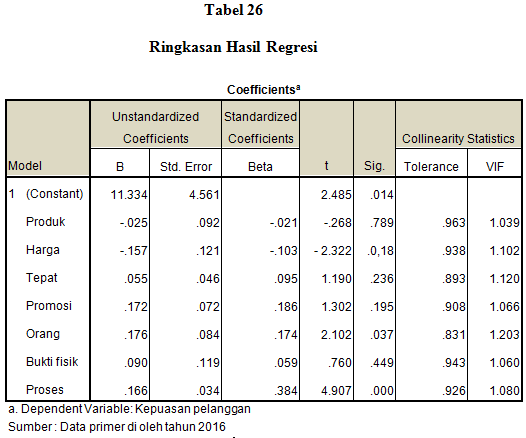 Tabel 26
Ringkasan Hasil Regresi
Coefficientsa
Model Unstandardized Coefficients Standardized Coefficients t Sig. Collinearity Statistics
B Std. Error Beta Tolerance VIF
1 (Constant) 11.334 4.561 2.485 .014
Produk -.025 .092 -.021 -.268 .789 .963 1.039
Harga -.157 .121 -.103 - 2.322 0,18 .938 1.102
Tepat .055 .046 .095 1.190 .236 .893 1.120
Promosi .172 .072 .186 1.302 .195 .908 1.066
Orang .176 .084 .174 2.102 .037 .831 1.203
Bukti fisik .090 .119 .059 .760 .449 .943 1.060
Proses .166 .034 .384 4.907 .000 .926 1.080
a. Dependent Variable: Kepuasan pelanggan
Sumber : Data primer di oleh tahun 2016